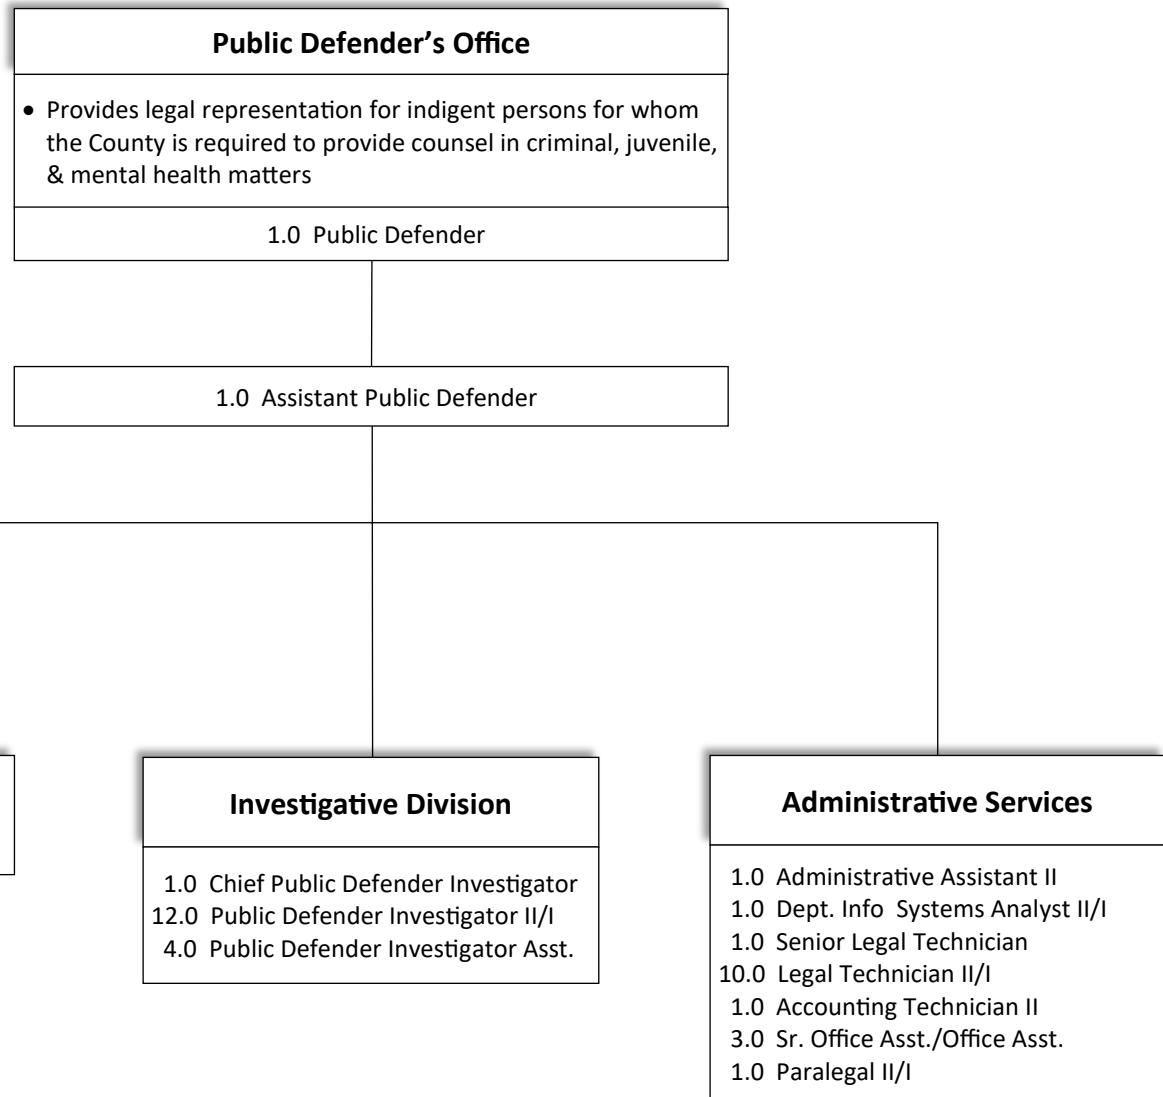 Public Defender’s Office
• Provides legal representation for indigent persons for whom
the County is required to provide counsel in criminal, juvenile,
& mental health matters
1.0 Public Defender
1.0 Assistant Public Defender
Investigative Division
1.0 Chief Public Defender Investigator
12.0 Public Defender Investigator II/I
4.0 Public Defender Investigator Asst.
Administrative Services
1.0 Administrative Assistant II
1.0 Dept. Info Systems Analyst II/I
1.0 Senior Legal Technician
10.0 Legal Technician II/I
1.0 Accounting Technician II
3.0 Sr. Office Asst./Office Asst.
1.0 Paralegal II/I